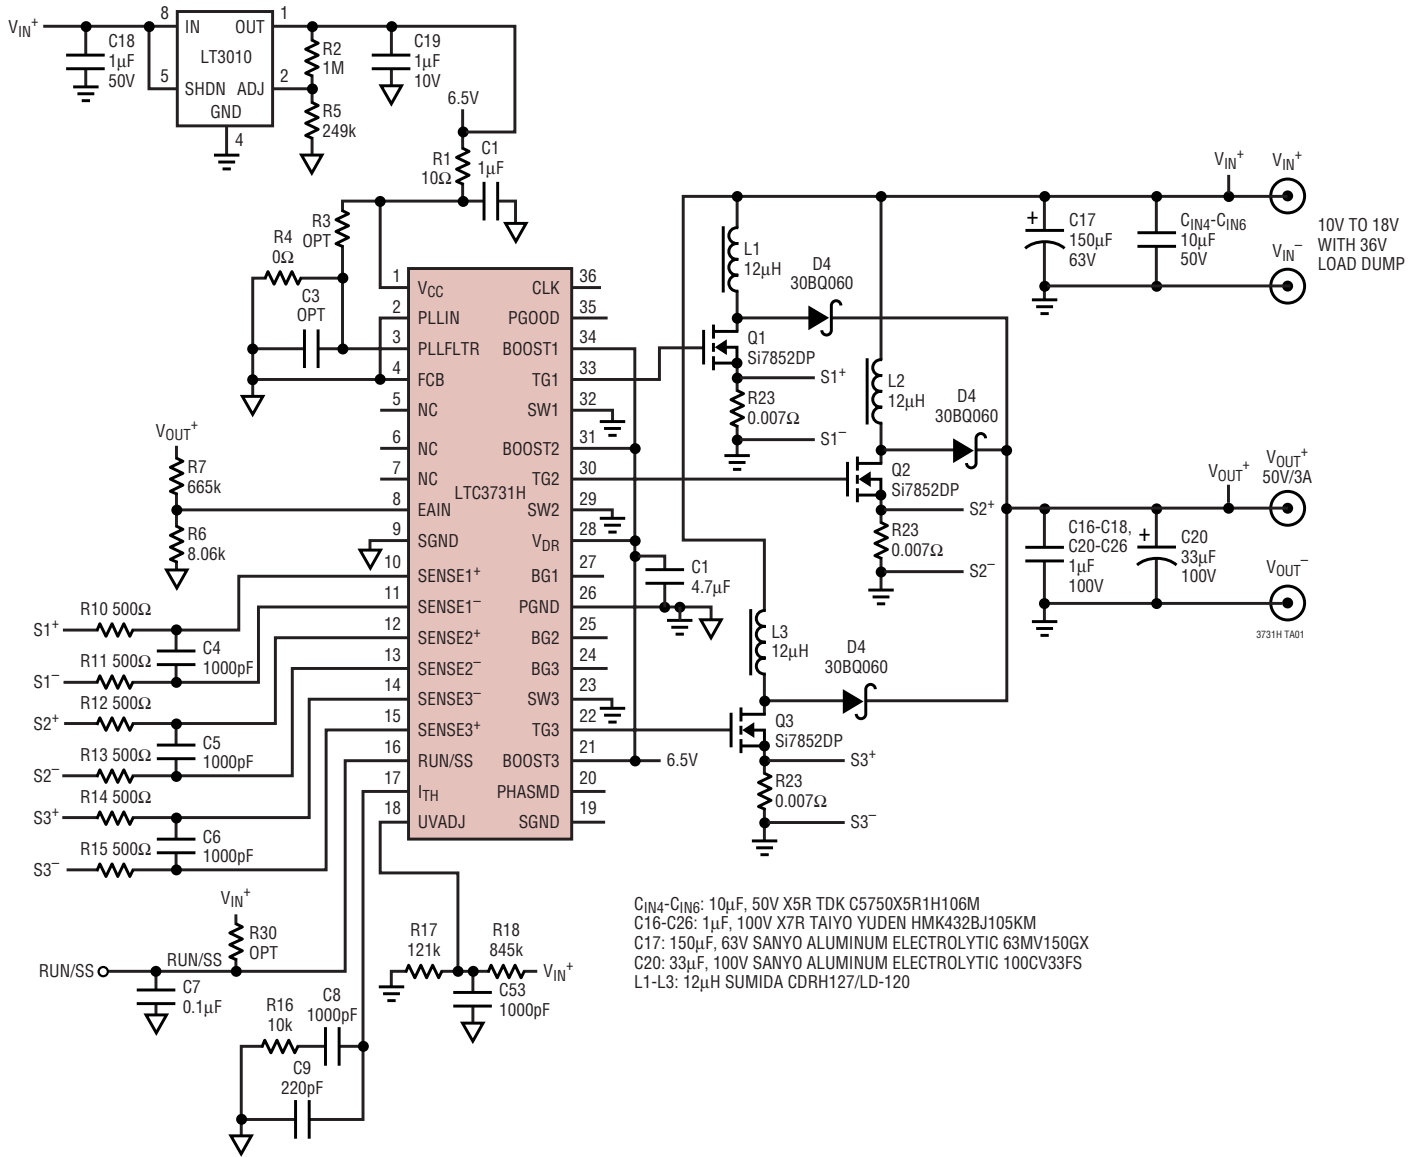 VIN+
C18
1µF
50V
8
IN
OUT
1
LT3010
5
SHDN
ADJ
2
GND
4
R2
1M
R5
249k
C19
1µF
10V
6.5V
R1
10Ω
C1
1µF
R3
OPT
R4
0Ω
C3
OPT
VOUT+
R7
665k
R6
8.06k
LTC3731H
1 VCC
2 PLLIN
3 PLLFLTR
4 FCB
5 NC
6 NC
7 NC
8 EAIN
9 SGND
10 SENSE1+
11 SENSE1–
12 SENSE2+
13 SENSE2–
14 SENSE3–
15 SENSE3+
16 RUN/SS
17 ITH
18 UVADJ
CLK 36
PGOOD 35
BOOST1 34
TG1 33
SW1 32
BOOST2 31
TG2 30
SW2 29
VDR 28
BG1 27
PGND 26
BG2 25
BG3 24
SW3 23
TG3 22
BOOST3 21
PHASMD 20
SGND 19
6.5V
C1
4.7µF
S1+
R10 500Ω
R11 500Ω
S1–
C4
1000pF
S2+
R12 500Ω
R13 500Ω
S2–
C5
1000pF
S3+
R14 500Ω
R15 500Ω
S3–
C6
1000pF
VIN+
R30
OPT
RUN/SS
RUN/SS
C7
0.1µF
R16
10k
C8
1000pF
C9
220pF
R17
121k
R18
845k
VIN+
C53
1000pF
L1
12µH
D4
30BQ060
Q1
Si7852DP
S1+
R23
0.007Ω
S1–
L2
12µH
D4
30BQ060
Q2
Si7852DP
S2+
R23
0.007Ω
S2–
L3
12µH
D4
30BQ060
Q3
Si7852DP
S3+
R23
0.007Ω
S3–
VIN+
VIN+
+
C17
150µF
63V
CIN4-CIN6
10µF
50V
VIN–
10V TO 18V
WITH 36V
LOAD DUMP
VOUT+
VOUT+
50V/3A
C16-C18,
C20-C26
1µF
100V
+
C20
33µF
100V
VOUT–
3731H TA01
CIN4-CIN6: 10µF, 50V X5R TDK C5750X5R1H106M
C16-C26: 1µF, 100V X7R TAIYO YUDEN HMK432BJ105KM
C17: 150µF, 63V SANYO ALUMINUM ELECTROLYTIC 63MV150GX
C20: 33µF, 100V SANYO ALUMINUM ELECTROLYTIC 100CV33FS
L1-L3: 12µH SUMIDA CDRH127/LD-120